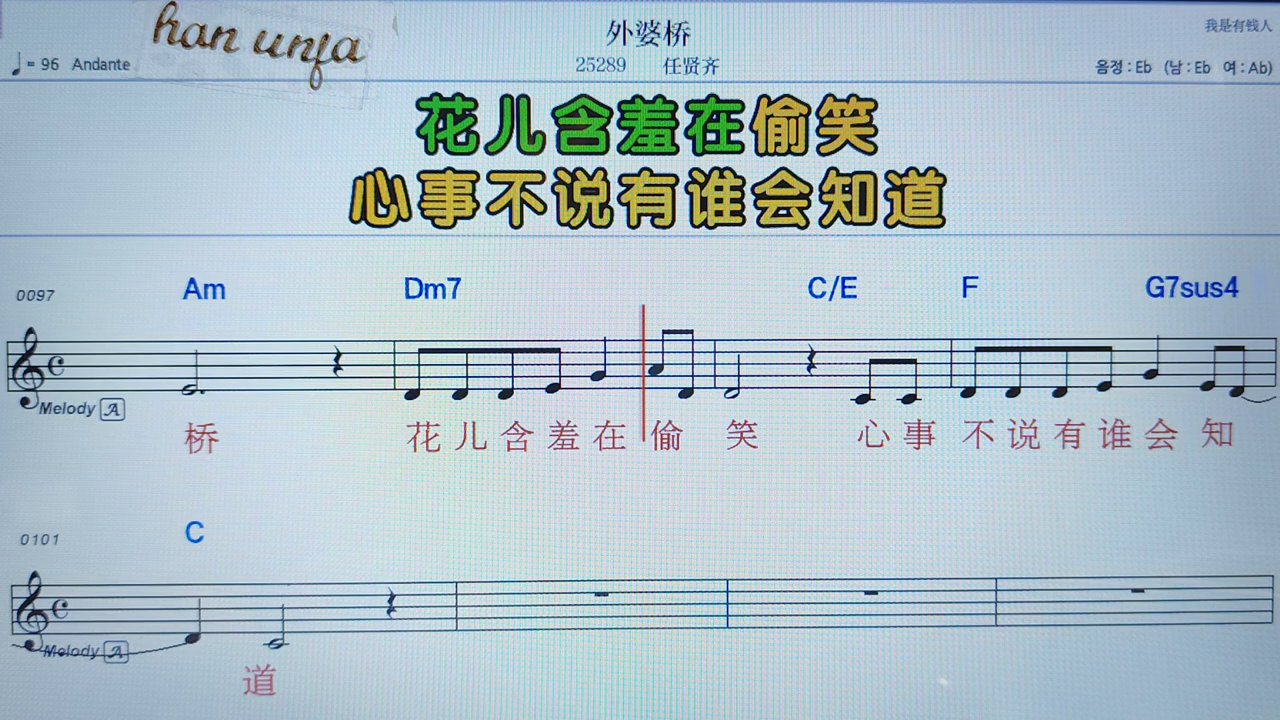 han unfa
外婆桥
我是有钱人
♩= 96 Andante
25289 任贤齐
음정 : Eb (남 : Eb 여 : Ab)
花儿含羞在偷笑
心事不说有谁会知道
0097 Am Dm7 C/E F G7sus4
Melody A
桥 花儿含羞在偷笑 心事不说有谁会知
0101 C
Melody A
道